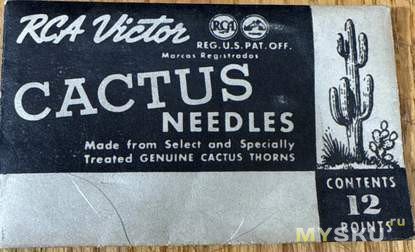 RCA Victor
RCA
REG. U.S. PAT. OFF.
Marcas Registradas
CACTUS
NEEDLES
Made from Select and Specially
Treated GENUINE CACTUS THORNS
CONTENTS
12
POINTS
MYSKU.ru